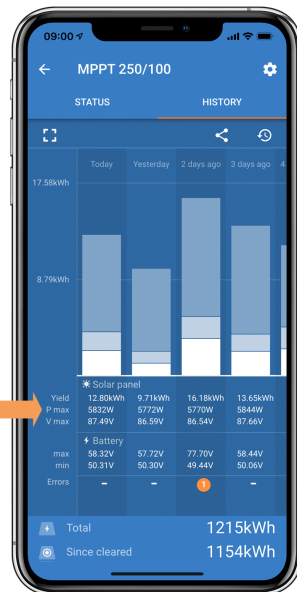 09:00
MPPT 250/100
STATUS HISTORY
Today Yesterday 2 days ago 3 days ago 4
17.58kWh
8.79kWh
Solar panel
Yield 12.80kWh 9.71kWh 16.18kWh 13.65kWh
P max 5832W 5772W 5770W 5844W
V max 87.49V 86.59V 86.54V 87.66V
Battery
max 58.32V 57.72V 77.70V 58.44V
min 50.31V 50.30V 49.44V 50.06V
Errors – – 1 –
Total 1215kWh
Since cleared 1154kWh